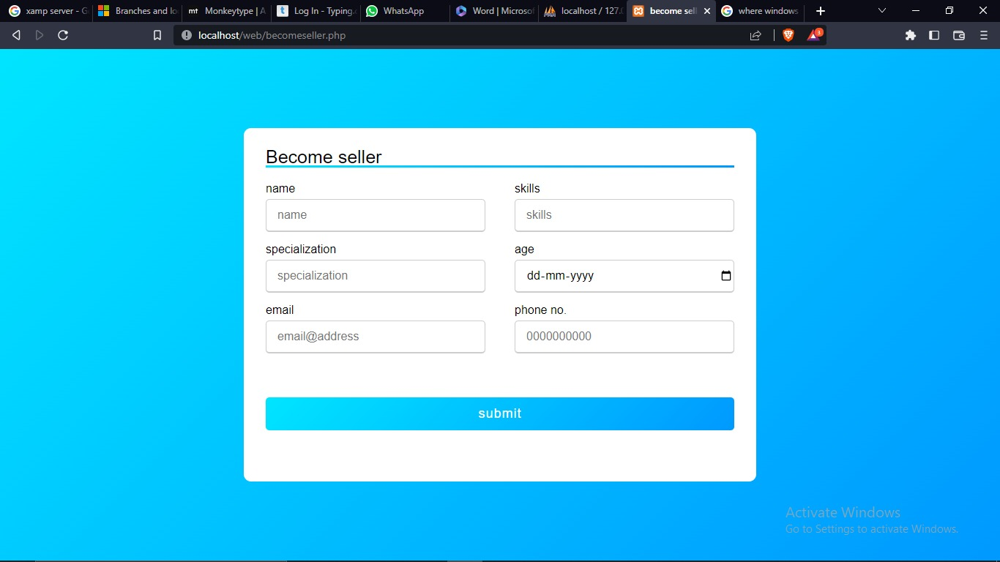 xamp server - G
Branches and lo
Monkeytype | A
Log In - Typing.
WhatsApp
Word | Microsof
localhost / 127.
become sell
where windows
localhost/web/becomeseller.php
3
Become seller
name
skills
name
skills
specialization
age
specialization
dd-mm-yyyy
email
phone no.
email@address
0000000000
submit
Activate Windows
Go to Settings to activate Windows.